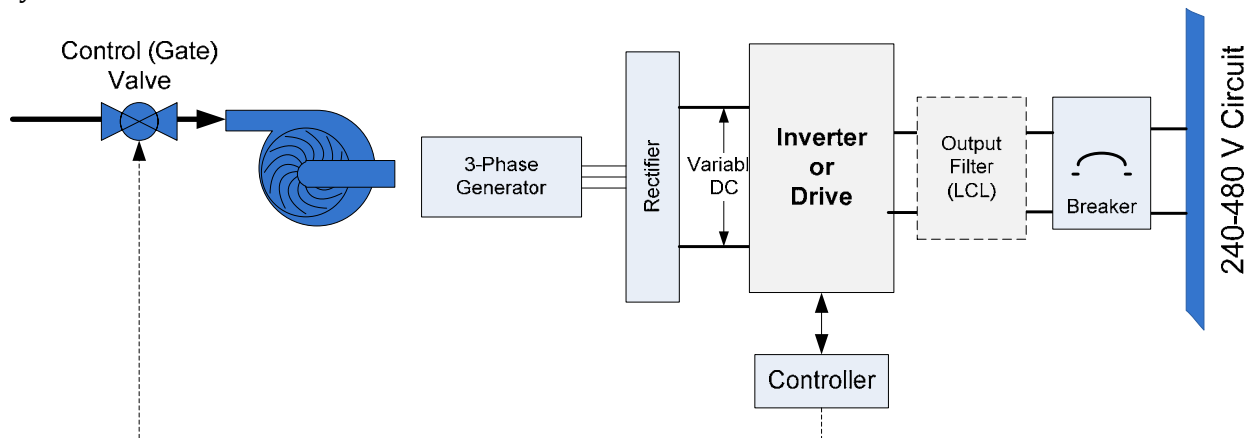 Control (Gate)
Valve
3-Phase
Generator
Rectifier
Variabl
DC
Inverter
or
Drive
Output
Filter
(LCL)
Breaker
240-480 V Circuit
Controller